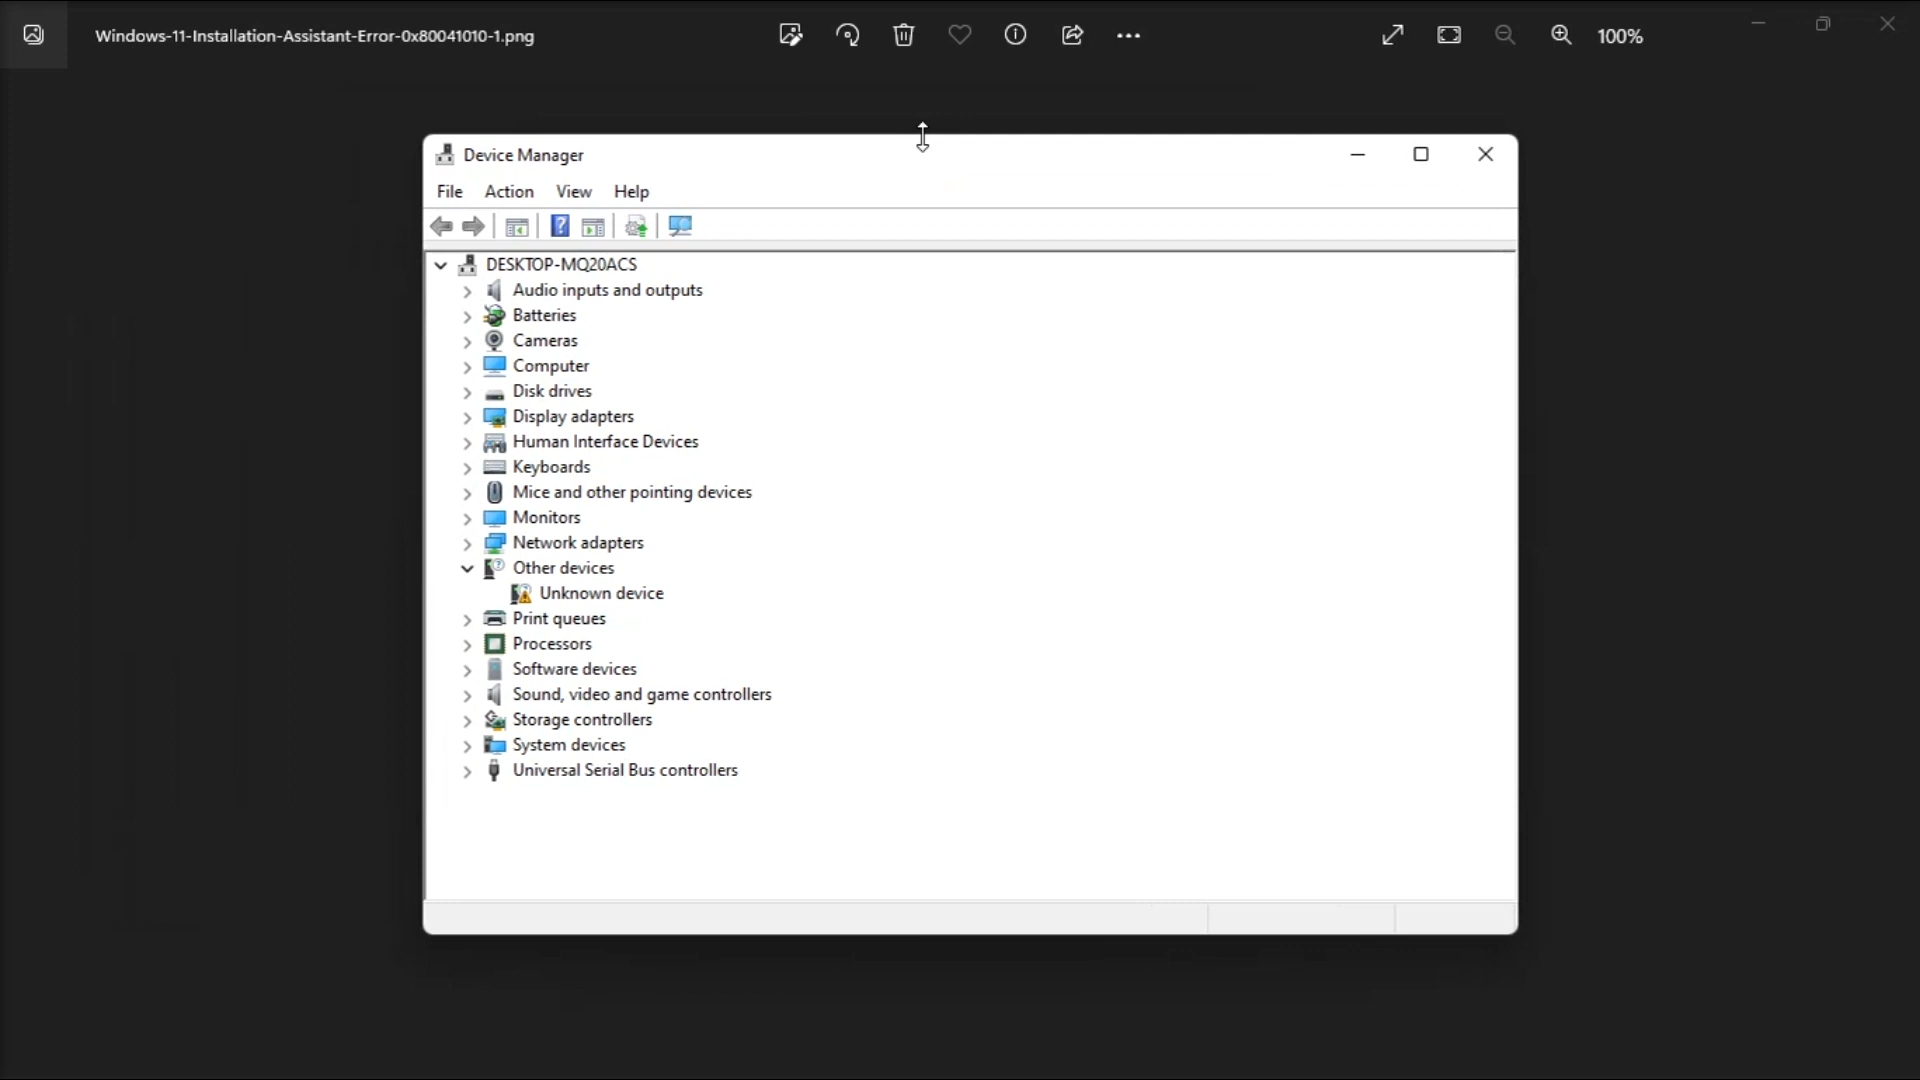 Windows-11-Installation-Assistant-Error-0x80041010-1.png
100%
Device Manager
File Action View Help
DESKTOP-MQ20ACS
Audio inputs and outputs
Batteries
Cameras
Computer
Disk drives
Display adapters
Human Interface Devices
Keyboards
Mice and other pointing devices
Monitors
Network adapters
Other devices
Unknown device
Print queues
Processors
Software devices
Sound, video and game controllers
Storage controllers
System devices
Universal Serial Bus controllers